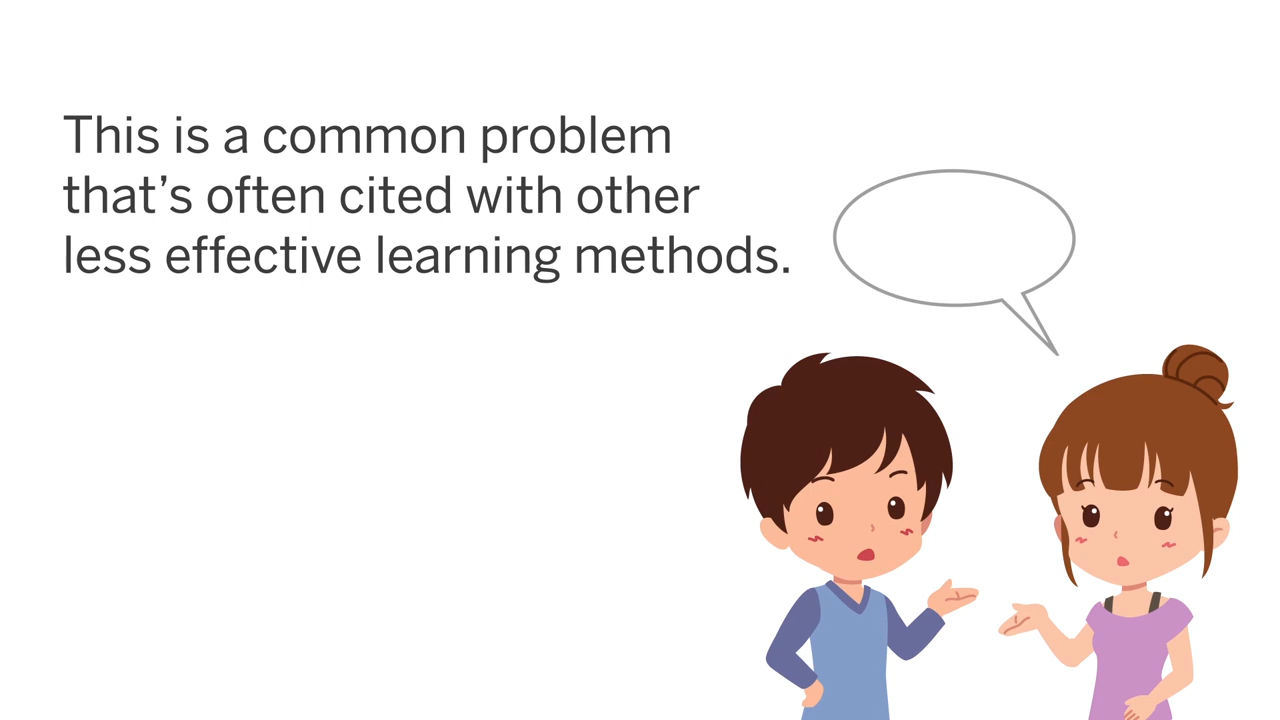 This is a common problem
that’s often cited with other
less effective learning methods.